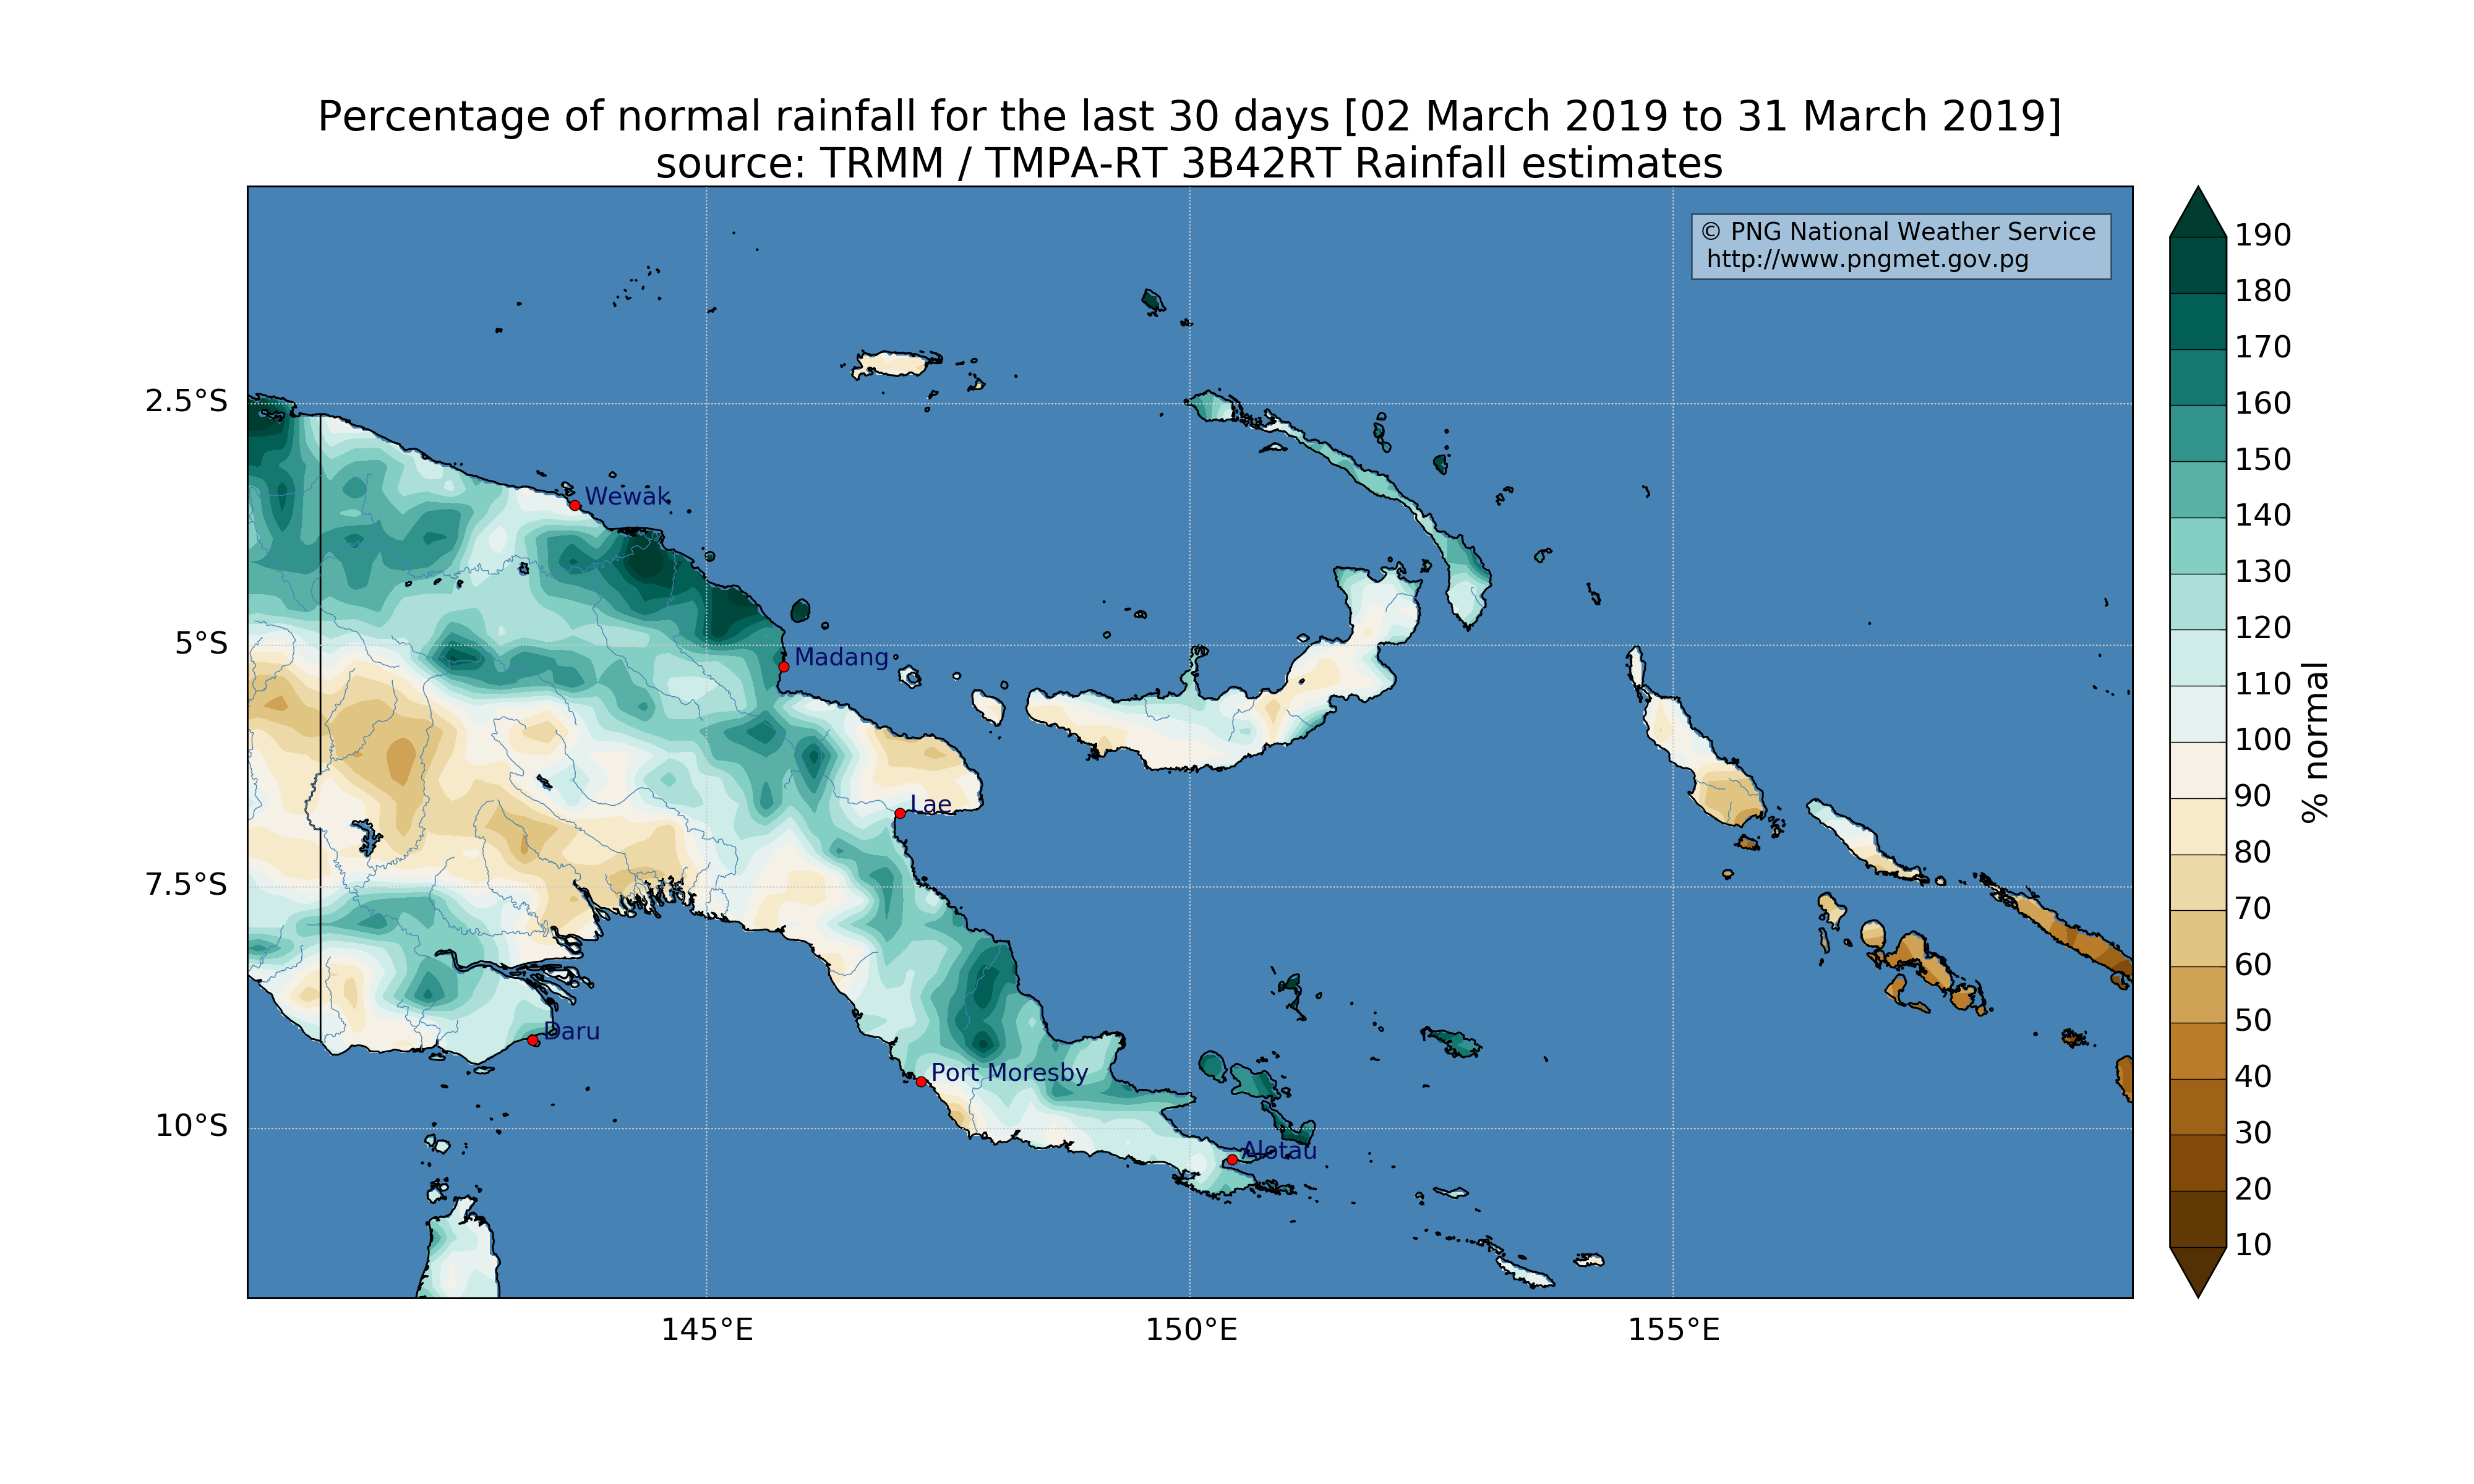 Percentage of normal rainfall for the last 30 days [02 March 2019 to 31 March 2019]
source: TRMM / TMPA-RT 3B42RT Rainfall estimates
© PNG National Weather Service
http://www.pngmet.gov.pg
190
180
170
160
150
140
130
120
110
100
90
80
70
60
50
40
30
20
10
% normal
2.5°S
5°S
7.5°S
10°S
Wewak
Madang
Lae
Daru
Port Moresby
Alotau
145°E
150°E
155°E